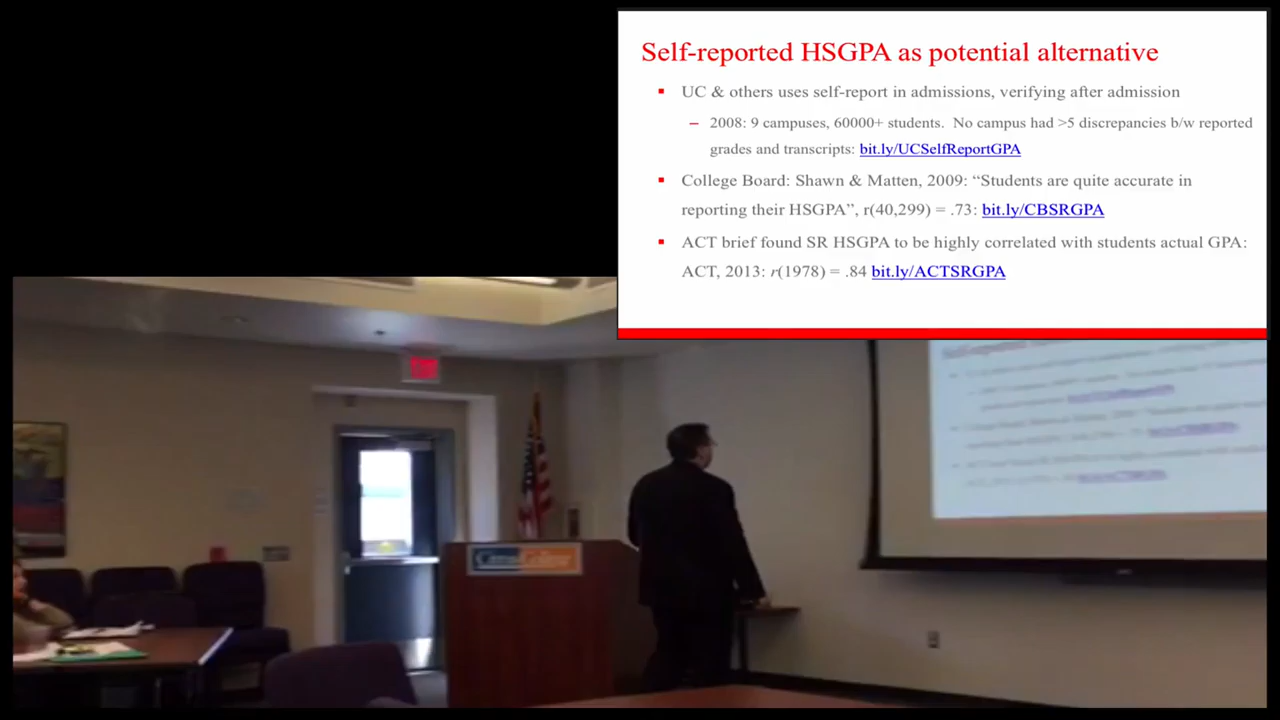 Self-reported HSGPA as potential alternative
UC & others uses self-report in admissions, verifying after admission
– 2008: 9 campuses, 60000+ students. No campus had >5 discrepancies b/w reported
grades and transcripts: bit.ly/UCSelfReportGPA
College Board: Shawn & Matten, 2009: “Students are quite accurate in
reporting their HSGPA”, r(40,299) = .73: bit.ly/CBSRGPA
ACT brief found SR HSGPA to be highly correlated with students actual GPA:
ACT, 2013: r(1978) = .84 bit.ly/ACTSRGPA
EXIT